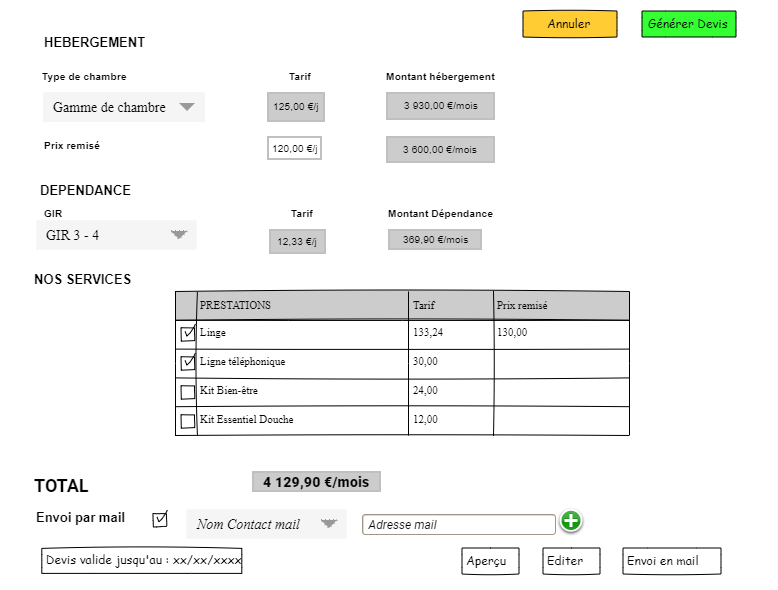 Annuler
Générer Devis
HEBERGEMENT
Type de chambre
Tarif
Montant hébergement
Gamme de chambre
125,00 €/j
3 930,00 €/mois
Prix remisé
120,00 €/j
3 600,00 €/mois
DEPENDANCE
GIR
Tarif
Montant Dépendance
GIR 3 - 4
12,33 €/j
369,90 €/mois
NOS SERVICES
PRESTATIONS
Tarif
Prix remisé
Linge
133,24
130,00
Ligne téléphonique
30,00
Kit Bien-être
24,00
Kit Essentiel Douche
12,00
TOTAL
4 129,90 €/mois
Envoi par mail
Nom Contact mail
Adresse mail
Devis valide jusqu'au : xx/xx/xxxx
Aperçu
Editer
Envoi en mail